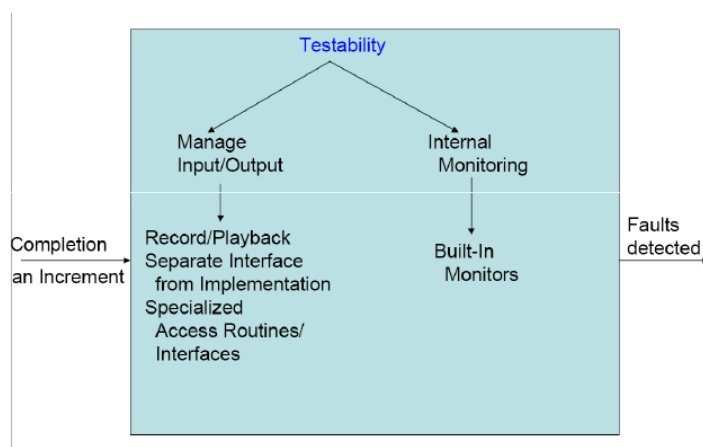 Testability
Manage
Input/Output
Internal
Monitoring
Completion
an Increment
Record/Playback
Separate Interface
from Implementation
Specialized
Access Routines/
Interfaces
Built-In
Monitors
Faults
detected